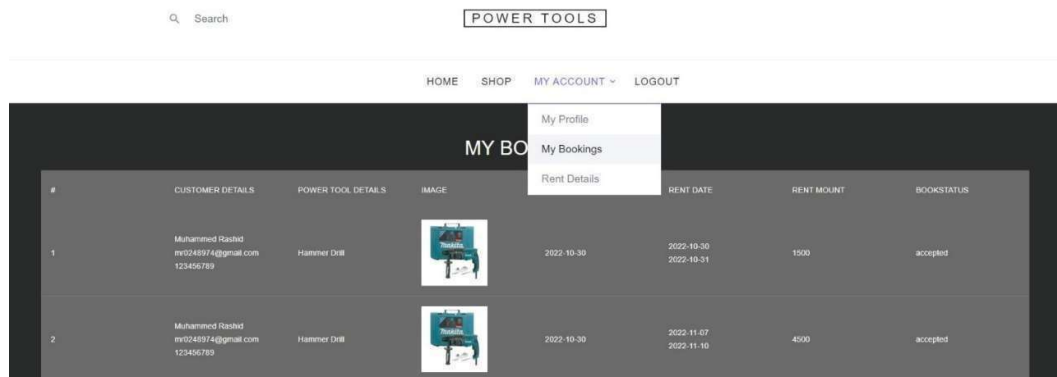 Search
POWER TOOLS
HOME SHOP MY ACCOUNT LOGOUT
My Profile
My Bookings
Rent Details
MY BO
# CUSTOMER DETAILS POWER TOOL DETAILS IMAGE RENT DATE RENT MOUNT BOOKSTATUS
1
Muhammed Rashid
mr0248974@gmail.com
123456789
Hammer Drill
makita
2022-10-30
2022-10-30
2022-10-31
1500
accepted
2
Muhammed Rashid
mr0248974@gmail.com
123456789
Hammer Drill
makita
2022-10-30
2022-11-07
2022-11-10
4500
accepted